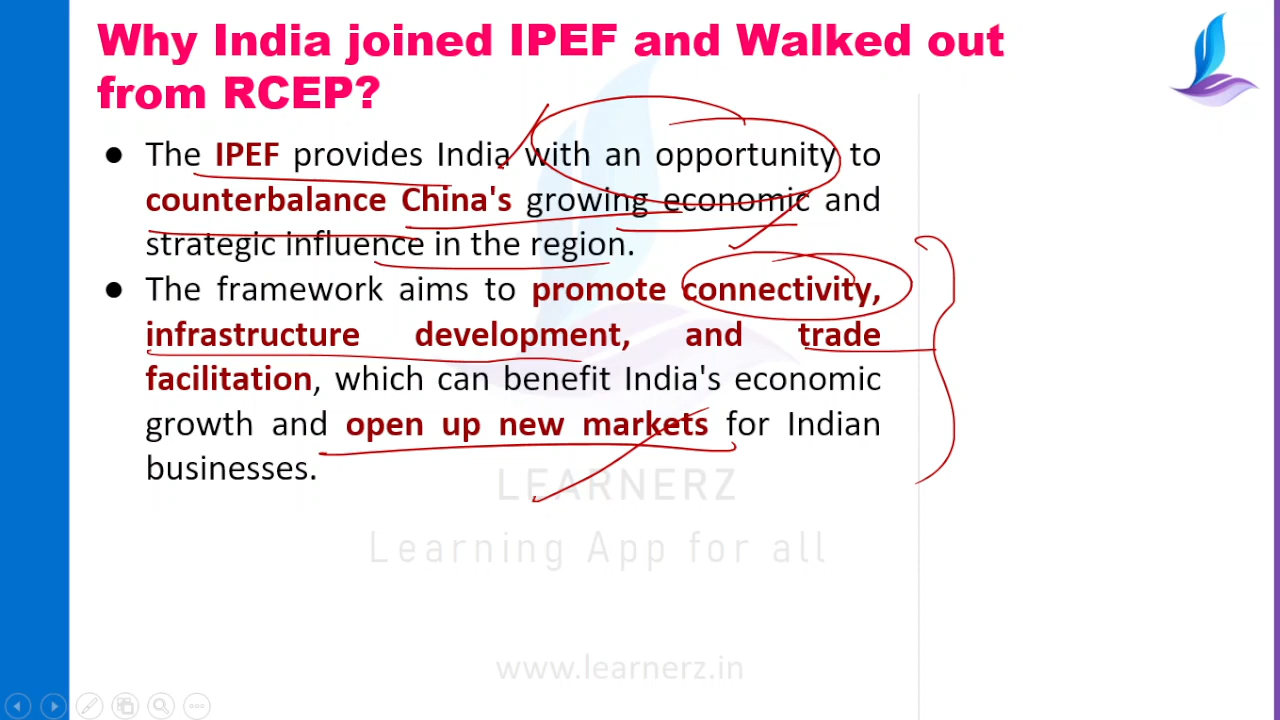 Why India joined IPEF and Walked out
from RCEP?
● The IPEF provides India with an opportunity to
counterbalance China's growing economic and
strategic influence in the region.
● The framework aims to promote connectivity,
infrastructure development, and trade
facilitation, which can benefit India's economic
growth and open up new markets for Indian
businesses.
LEARNERZ
Learning App for all
www.learnerz.in